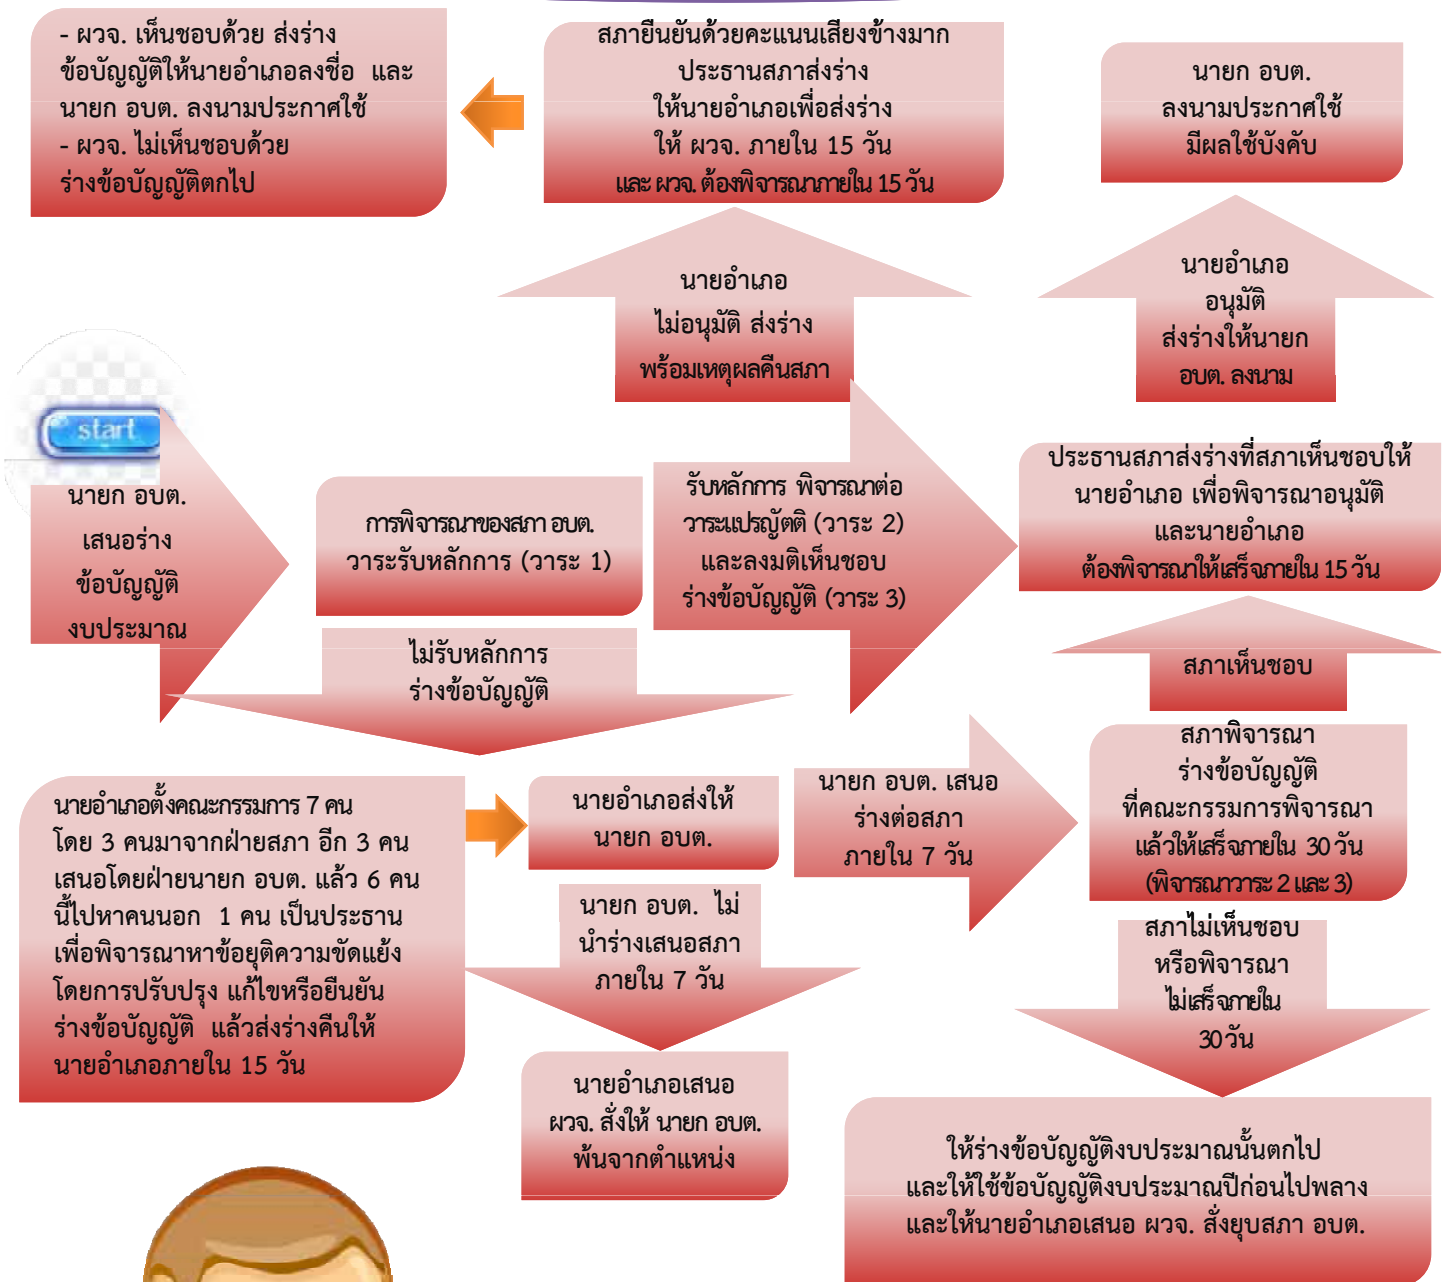 - ผวจ. เห็นชอบด้วย ส่งร่าง
ข้อบัญญัติให้นายอำเภอลงชื่อ และ
นายก อบต. ลงนามประกาศใช้
- ผวจ. ไม่เห็นชอบด้วย
ร่างข้อบัญญัติตกไป
สภายืนยันด้วยคะแนนเสียงข้างมาก
ประธานสภาส่งร่าง
ให้นายอำเภอเพื่อส่งร่าง
ให้ ผวจ. ภายใน 15 วัน
และ ผวจ. ต้องพิจารณาภายใน 15 วัน
นายก อบต.
ลงนามประกาศใช้
มีผลใช้บังคับ
นายอำเภอ
ไม่อนุมัติ ส่งร่าง
พร้อมเหตุผลคืนสภา
นายอำเภอ
อนุมัติ
ส่งร่างให้นายก
อบต. ลงนาม
start
นายก อบต.
เสนอร่าง
ข้อบัญญัติ
งบประมาณ
การพิจารณาของสภา อบต.
วาระรับหลักการ (วาระ 1)
รับหลักการ พิจารณาต่อ
วาระแปรญัตติ (วาระ 2)
และลงมติเห็นชอบ
ร่างข้อบัญญัติ (วาระ 3)
ประธานสภาส่งร่างที่สภาเห็นชอบให้
นายอำเภอ เพื่อพิจารณาอนุมัติ
และนายอำเภอ
ต้องพิจารณาให้เสร็จภายใน 15 วัน
ไม่รับหลักการ
ร่างข้อบัญญัติ
สภาเห็นชอบ
นายอำเภอตั้งคณะกรรมการ 7 คน
โดย 3 คนมาจากฝ่ายสภา อีก 3 คน
เสนอโดยฝ่ายนายก อบต. แล้ว 6 คน
นี้ไปหาคนนอก 1 คน เป็นประธาน
เพื่อพิจารณาหาข้อยุติความขัดแย้ง
โดยการปรับปรุง แก้ไขหรือยืนยัน
ร่างข้อบัญญัติ แล้วส่งร่างคืนให้
นายอำเภอภายใน 15 วัน
นายอำเภอส่งให้
นายก อบต.
นายก อบต. เสนอ
ร่างต่อสภา
ภายใน 7 วัน
สภาพิจารณา
ร่างข้อบัญญัติ
ที่คณะกรรมการพิจารณา
แล้วให้เสร็จภายใน 30 วัน
(พิจารณาวาระ 2 และ 3)
นายก อบต. ไม่
นำร่างเสนอสภา
ภายใน 7 วัน
สภาไม่เห็นชอบ
หรือพิจารณา
ไม่เสร็จภายใน
30 วัน
นายอำเภอเสนอ
ผวจ. สั่งให้ นายก อบต.
พ้นจากตำแหน่ง
ให้ร่างข้อบัญญัติงบประมาณนั้นตกไป
และให้ใช้ข้อบัญญัติงบประมาณปีก่อนไปพลาง
และให้นายอำเภอเสนอ ผวจ. สั่งยุบสภา อบต.